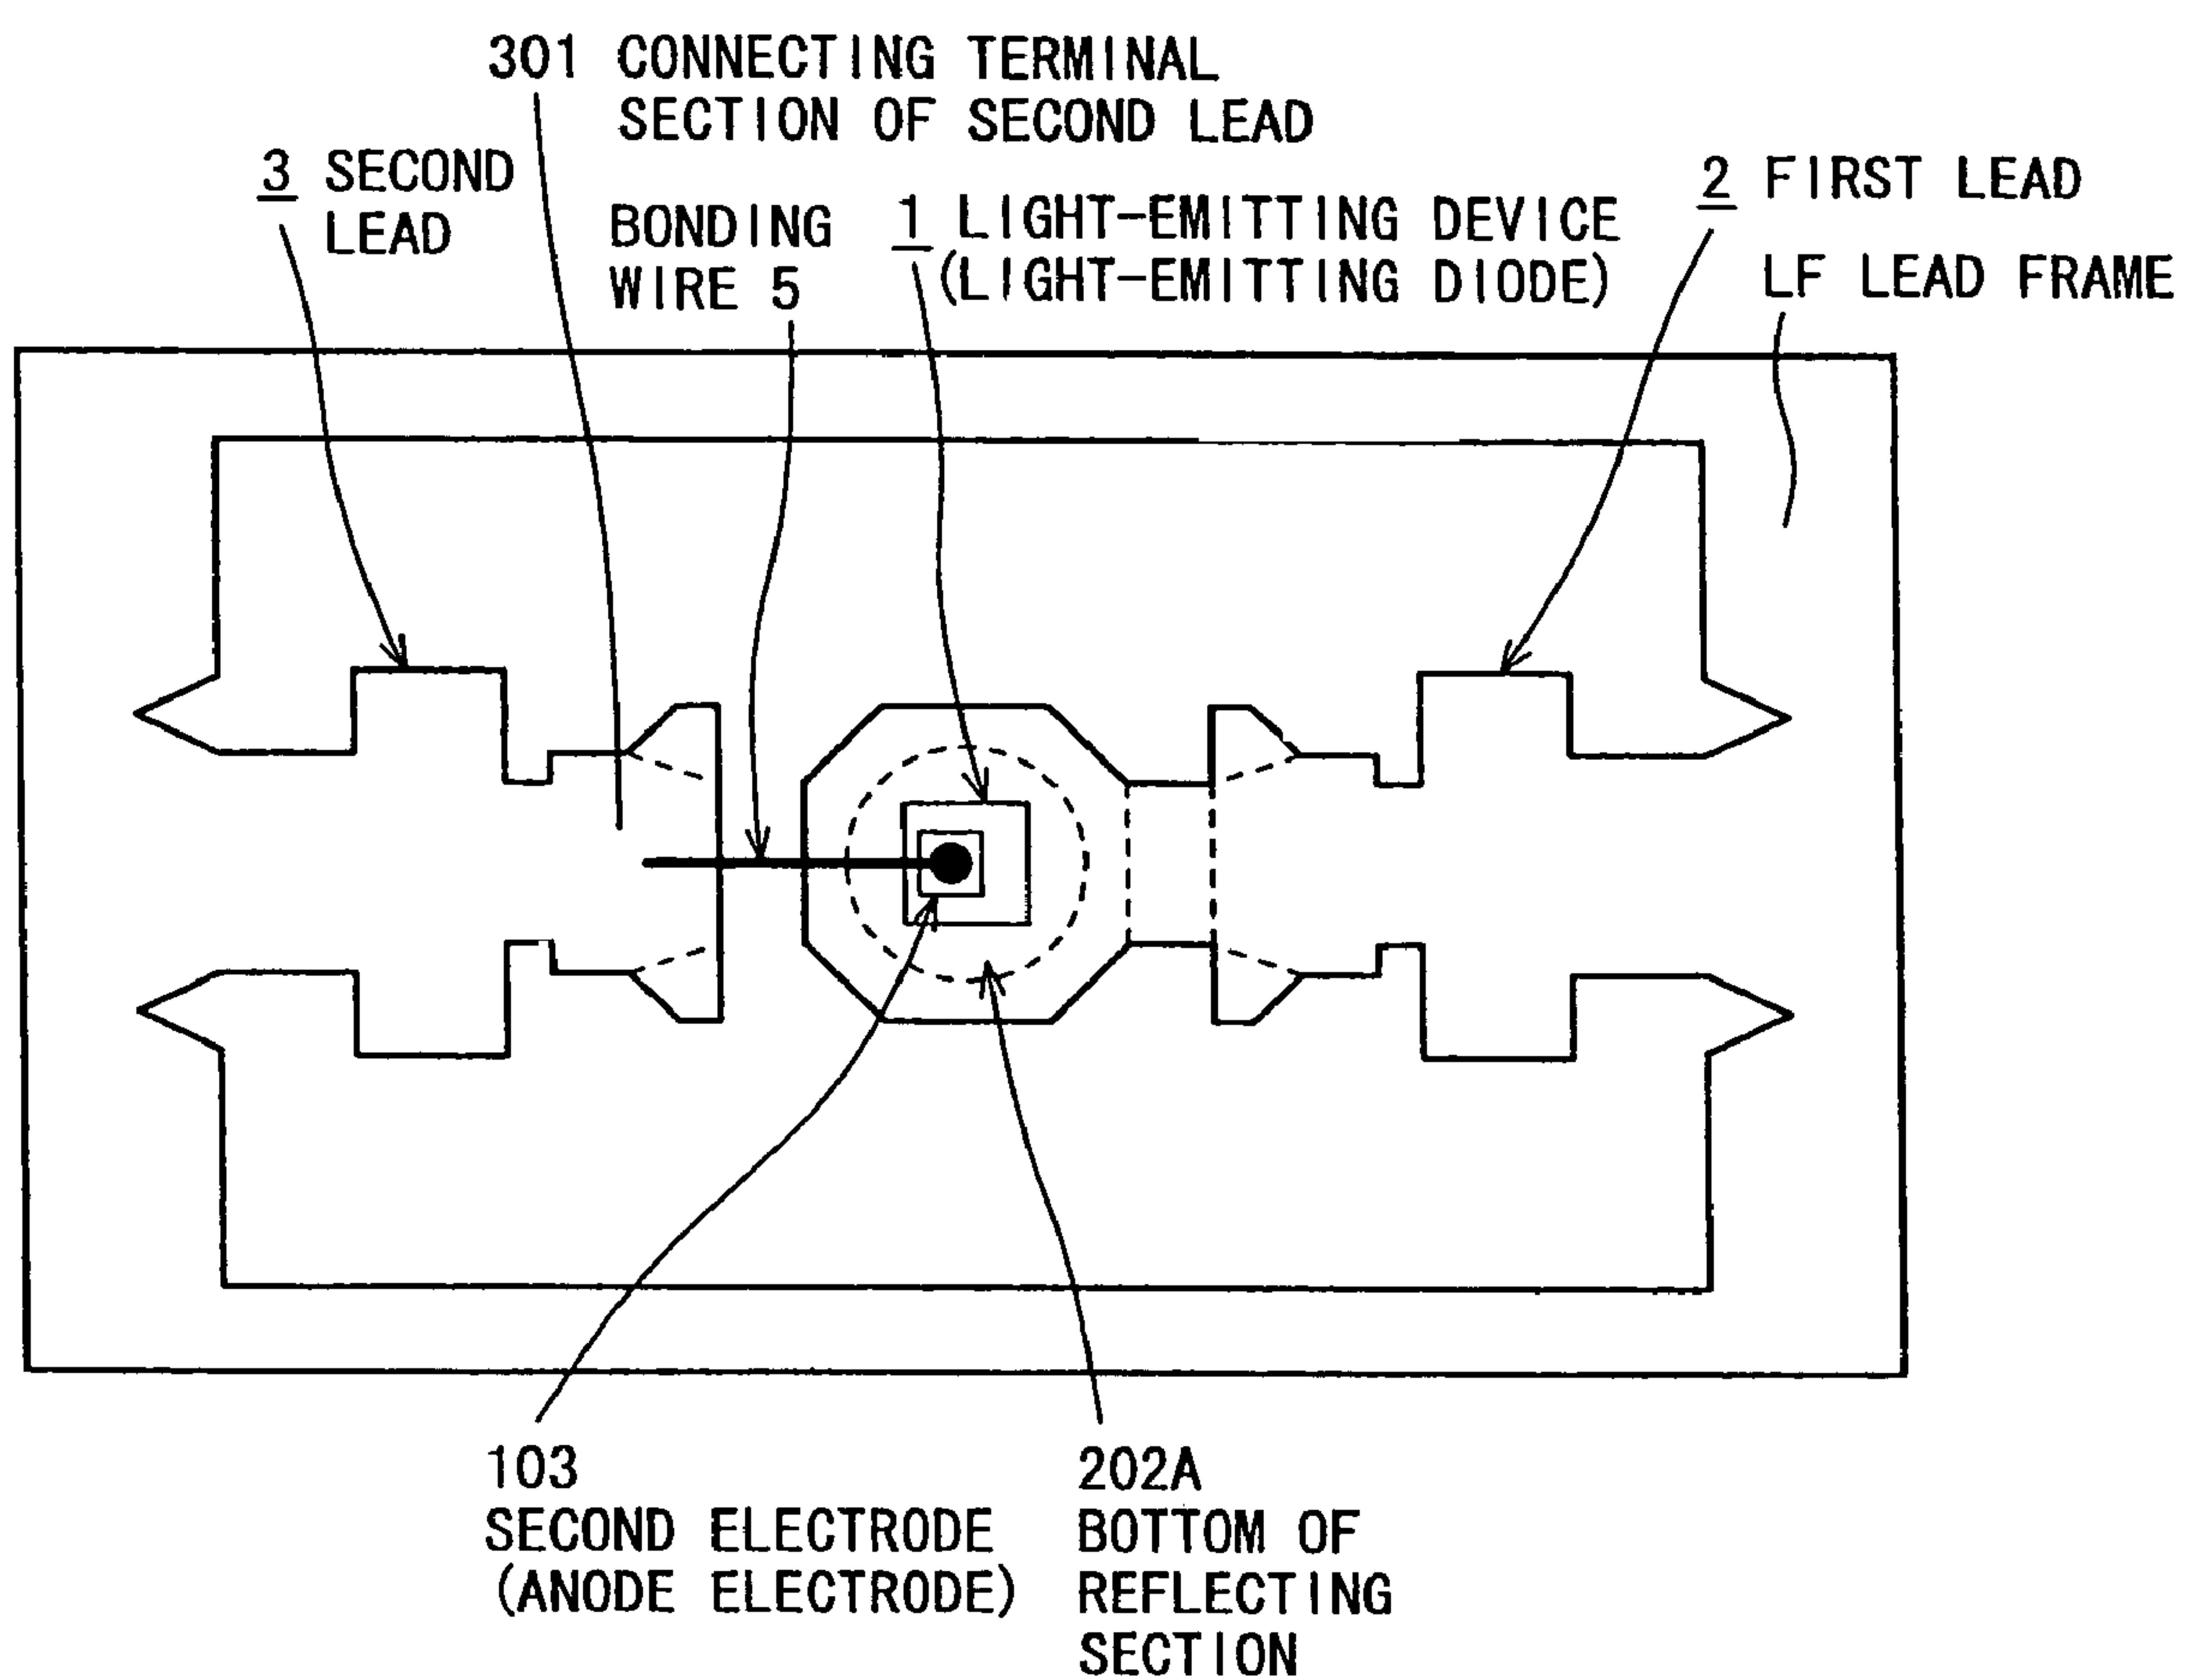 301 CONNECTING TERMINAL
SECTION OF SECOND LEAD
3 SECOND
LEAD
BONDING
WIRE 5
1 LIGHT-EMITTING DEVICE
(LIGHT-EMITTING DIODE)
2 FIRST LEAD
LF LEAD FRAME
103
SECOND ELECTRODE
(ANODE ELECTRODE)
202A
BOTTOM OF
REFLECTING
SECTION